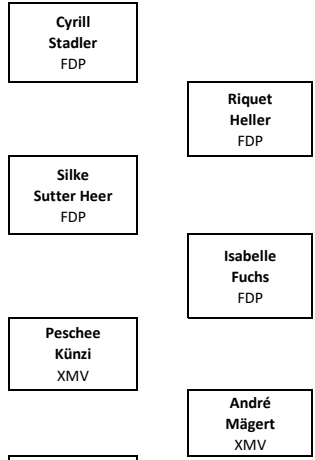 Cyrill
Stadler
FDP
Riquet
Heller
FDP
Silke
Sutter Heer
FDP
Isabelle
Fuchs
FDP
Peschee
Künzi
XMV
André
Mägert
XMV